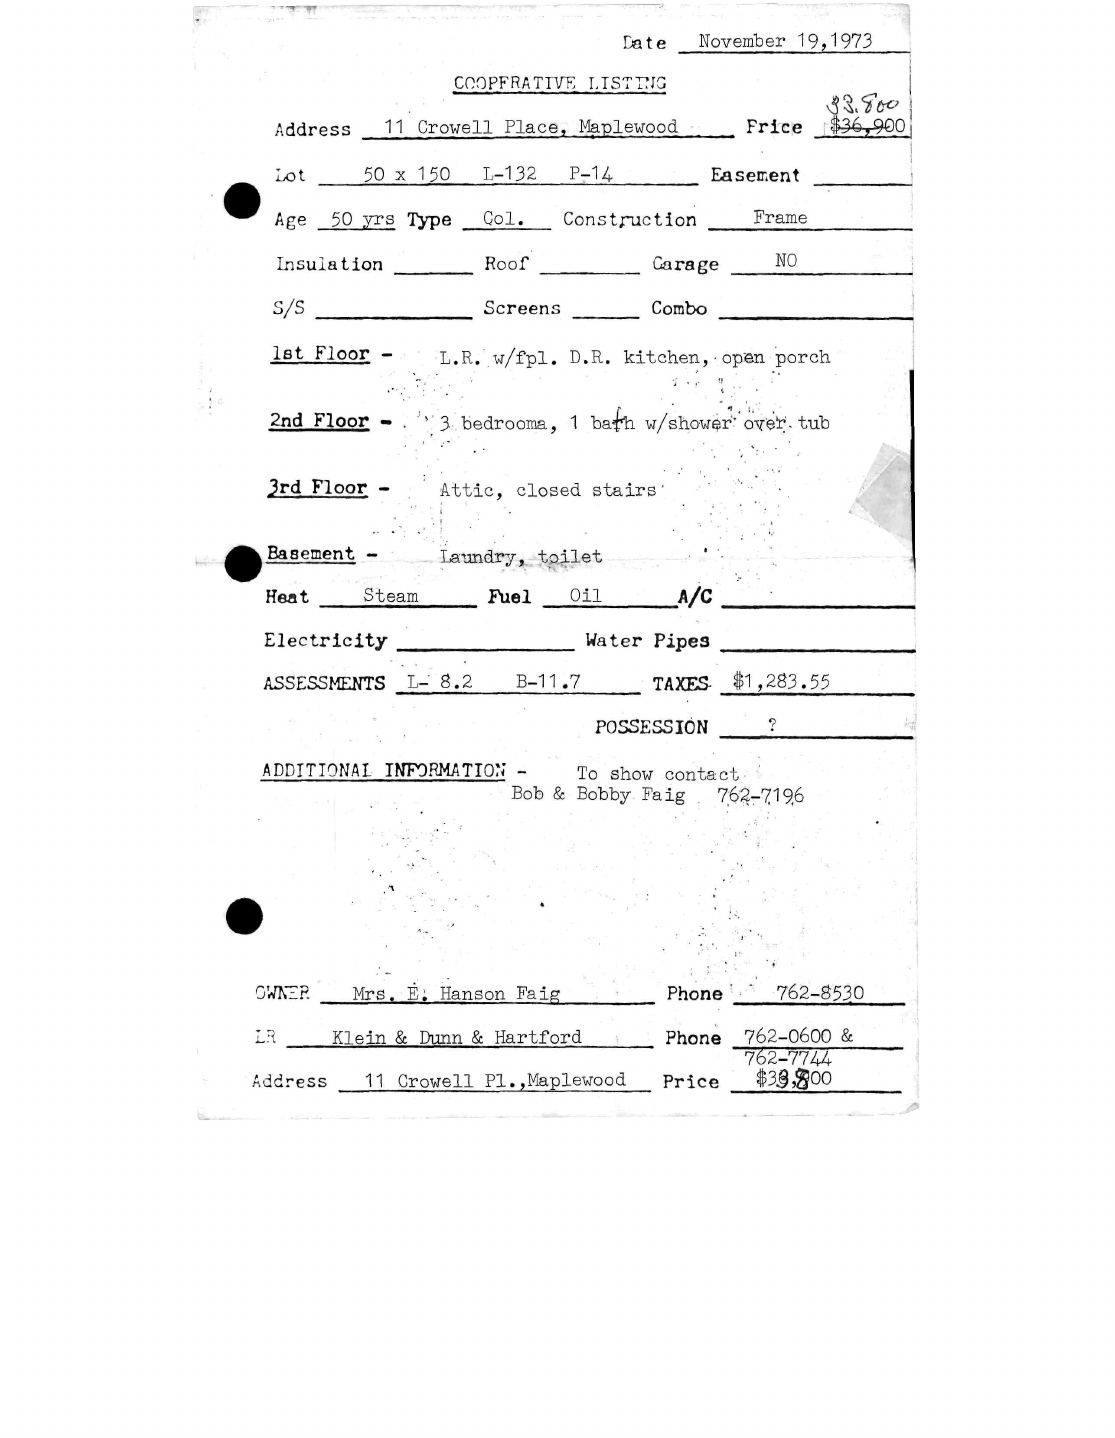 Date November 19,1973
COOPERATIVE LISTING
33.800
Address 11 Crowell Place, Maplewood Price $36,900
Lot 50 x 150 L-132 P-14 Easement
Age 50 yrs Type Col. Construction Frame
Insulation Roof Garage NO
S/S Screens Combo
1st Floor - L.R. w/fpl. D.R. kitchen, open porch
2nd Floor - 3 bedrooms, 1 bath w/shower over tub
3rd Floor - Attic, closed stairs
Basement - Laundry, toilet
Heat Steam Fuel Oil A/C
Electricity Water Pipes
ASSESSMENTS L- 8.2 B-11.7 TAXES $1,283.55
POSSESSION ?
ADDITIONAL INFORMATION - To show contact
Bob & Bobby Faig 762-7196
OWNER Mrs. E. Hanson Faig Phone 762-8530
LR Klein & Dunn & Hartford Phone 762-0600 &
762-7744
Address 11 Crowell Pl.,Maplewood Price